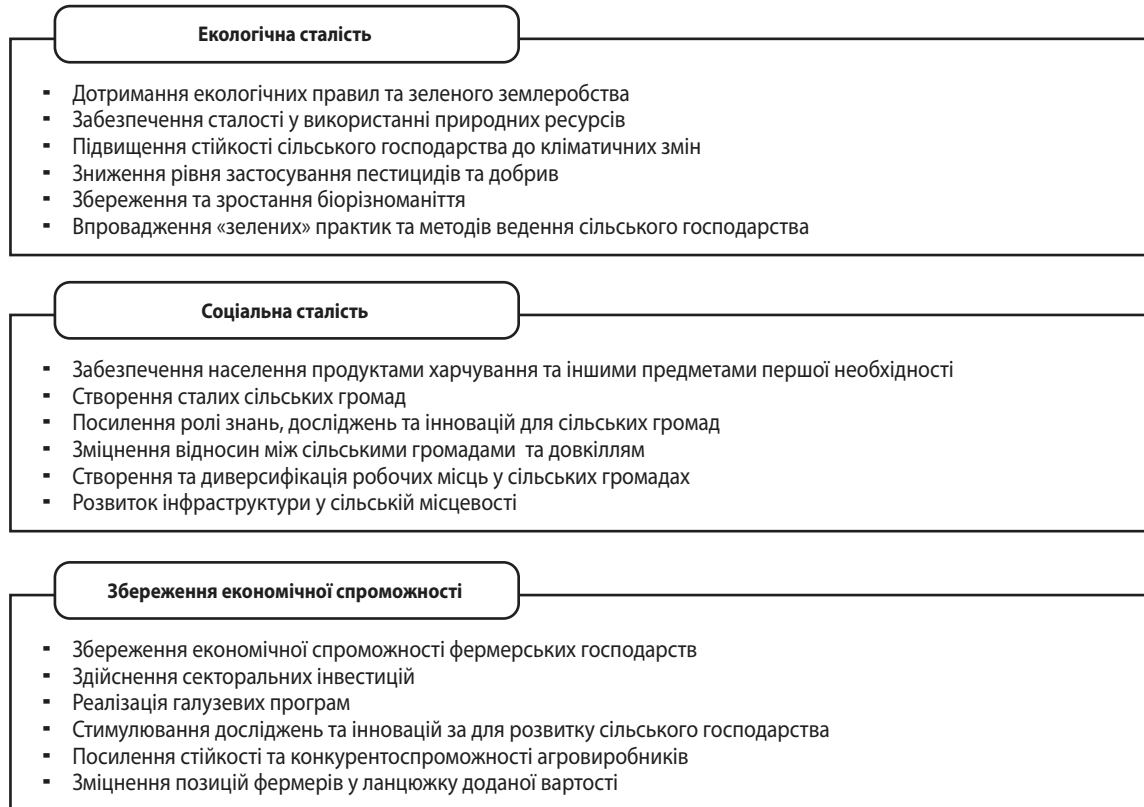 Екологічна сталість
▪ Дотримання екологічних правил та зеленого землеробства
▪ Забезпечення сталості у використанні природних ресурсів
▪ Підвищення стійкості сільського господарства до кліматичних змін
▪ Зниження рівня застосування пестицидів та добрив
▪ Збереження та зростання біорізноманіття
▪ Впровадження «зелених» практик та методів ведення сільського господарства
Соціальна сталість
▪ Забезпечення населення продуктами харчування та іншими предметами першої необхідності
▪ Створення сталих сільських громад
▪ Посилення ролі знань, досліджень та інновацій для сільських громад
▪ Зміцнення відносин між сільськими громадами та довкіллям
▪ Створення та диверсифікація робочих місць у сільських громадах
▪ Розвиток інфраструктури у сільській місцевості
Збереження економічної спроможності
▪ Збереження економічної спроможності фермерських господарств
▪ Здійснення секторальних інвестицій
▪ Реалізація галузевих програм
▪ Стимулювання досліджень та інновацій за для розвитку сільського господарства
▪ Посилення стійкості та конкурентоспроможності агровиробників
▪ Зміцнення позицій фермерів у ланцюжку доданої вартості